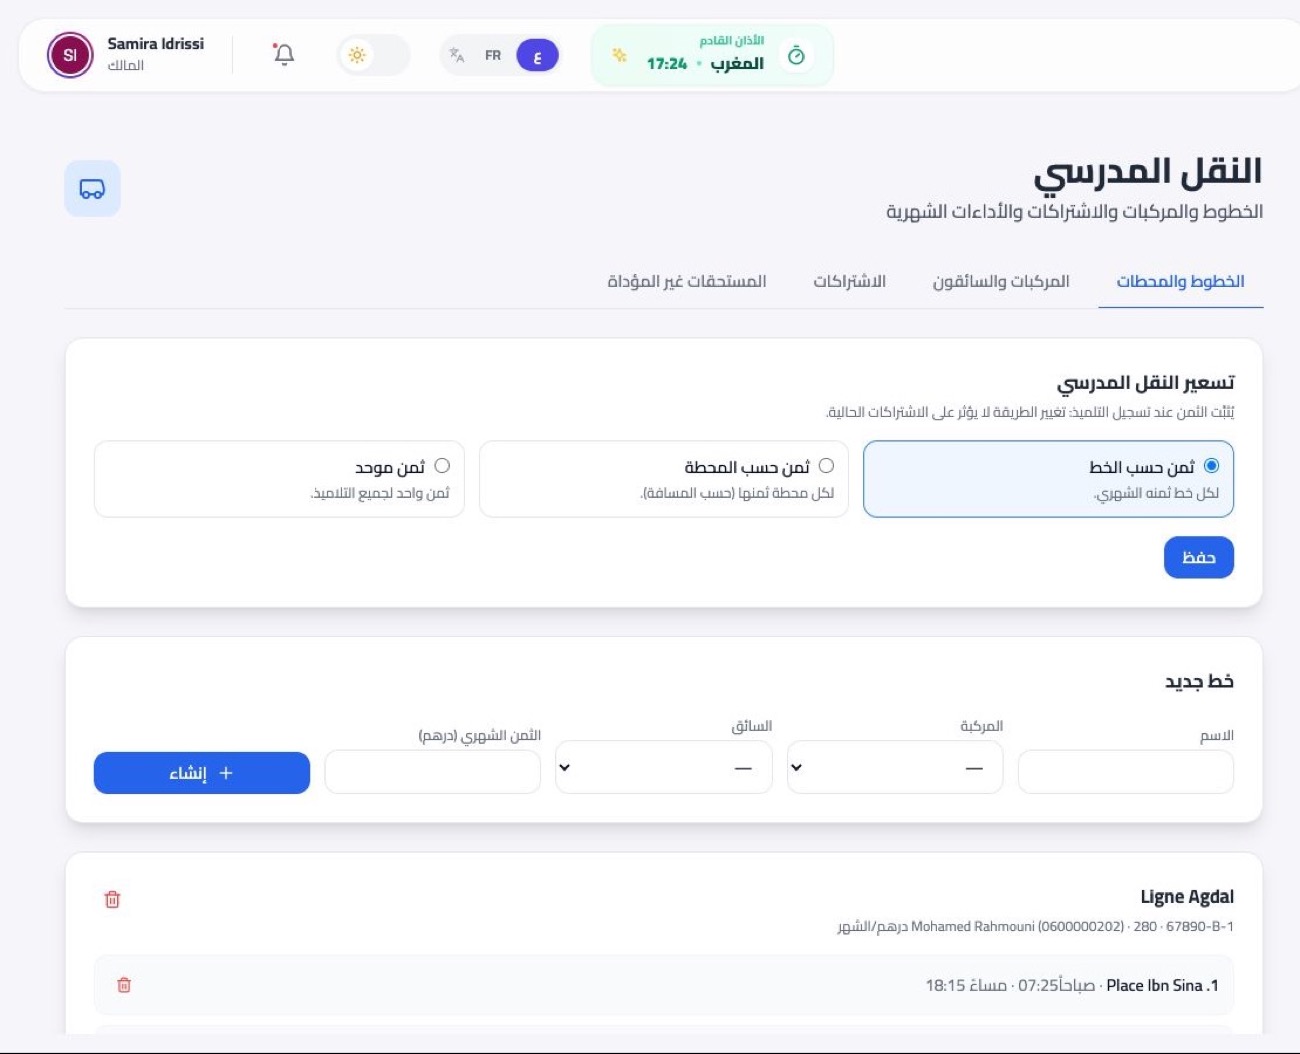 SI
Samira Idrissi
المالك
FR
ع
الأذان القادم
المغرب • 17:24
النقل المدرسي
الخطوط والمركبات والاشتراكات والأداءات الشهرية
الخطوط والمحطات
المركبات والسائقون
الاشتراكات
المستحقات غير المؤداة
تسعير النقل المدرسي
يُثبَّت الثمن عند تسجيل التلميذ: تغيير الطريقة لا يؤثر على الاشتراكات الحالية.
ثمن حسب الخط
لكل خط ثمنه الشهري.
ثمن حسب المحطة
لكل محطة ثمنها (حسب المسافة).
ثمن موحد
ثمن واحد لجميع التلاميذ.
حفظ
خط جديد
الاسم
المركبة
—
السائق
—
الثمن الشهري (درهم)
+ إنشاء
Ligne Agdal
67890-B-1 · Mohamed Rahmouni (0600000202) · 280 درهم/الشهر
1. Place Ibn Sina · صباحاً 07:25 · مساءً 18:15